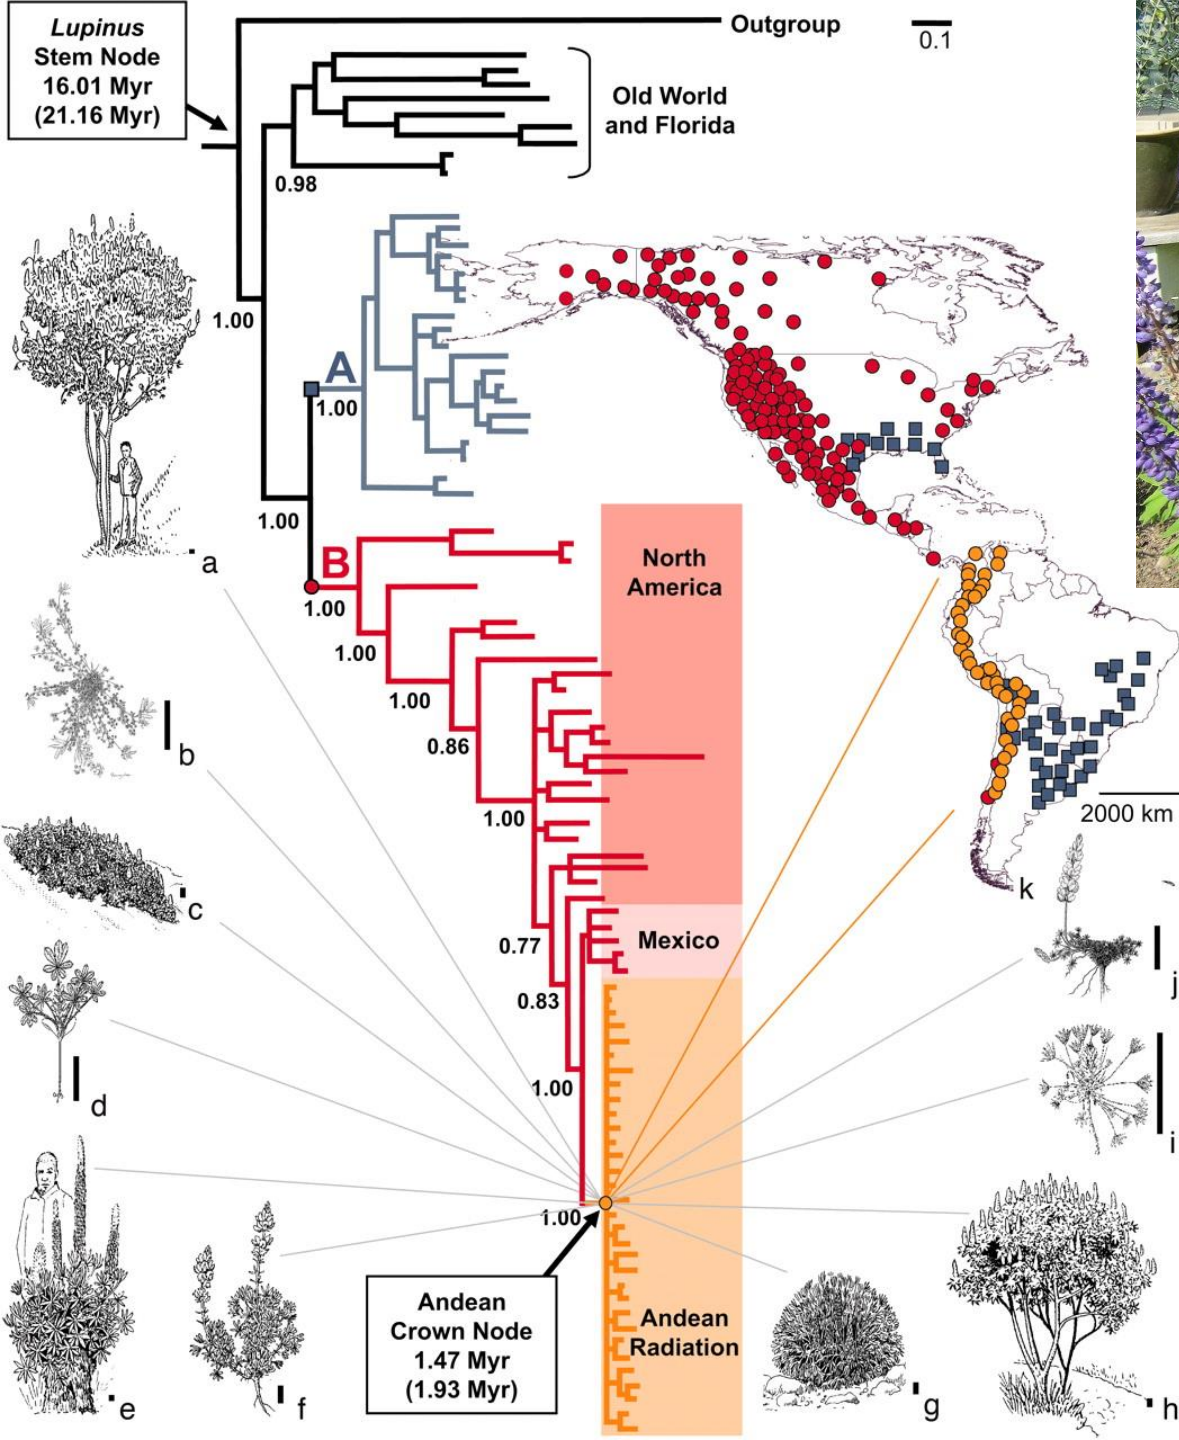 Lupinus
Stem Node
16.01 Myr
(21.16 Myr)
Outgroup
0.1
Old World
and Florida
0.98
1.00
A
1.00
1.00
B
1.00
1.00
1.00
0.86
1.00
0.77
0.83
1.00
1.00
North
America
Mexico
Andean
Radiation
Andean
Crown Node
1.47 Myr
(1.93 Myr)
2000 km
a
b
c
d
e
f
g
h
i
j
k